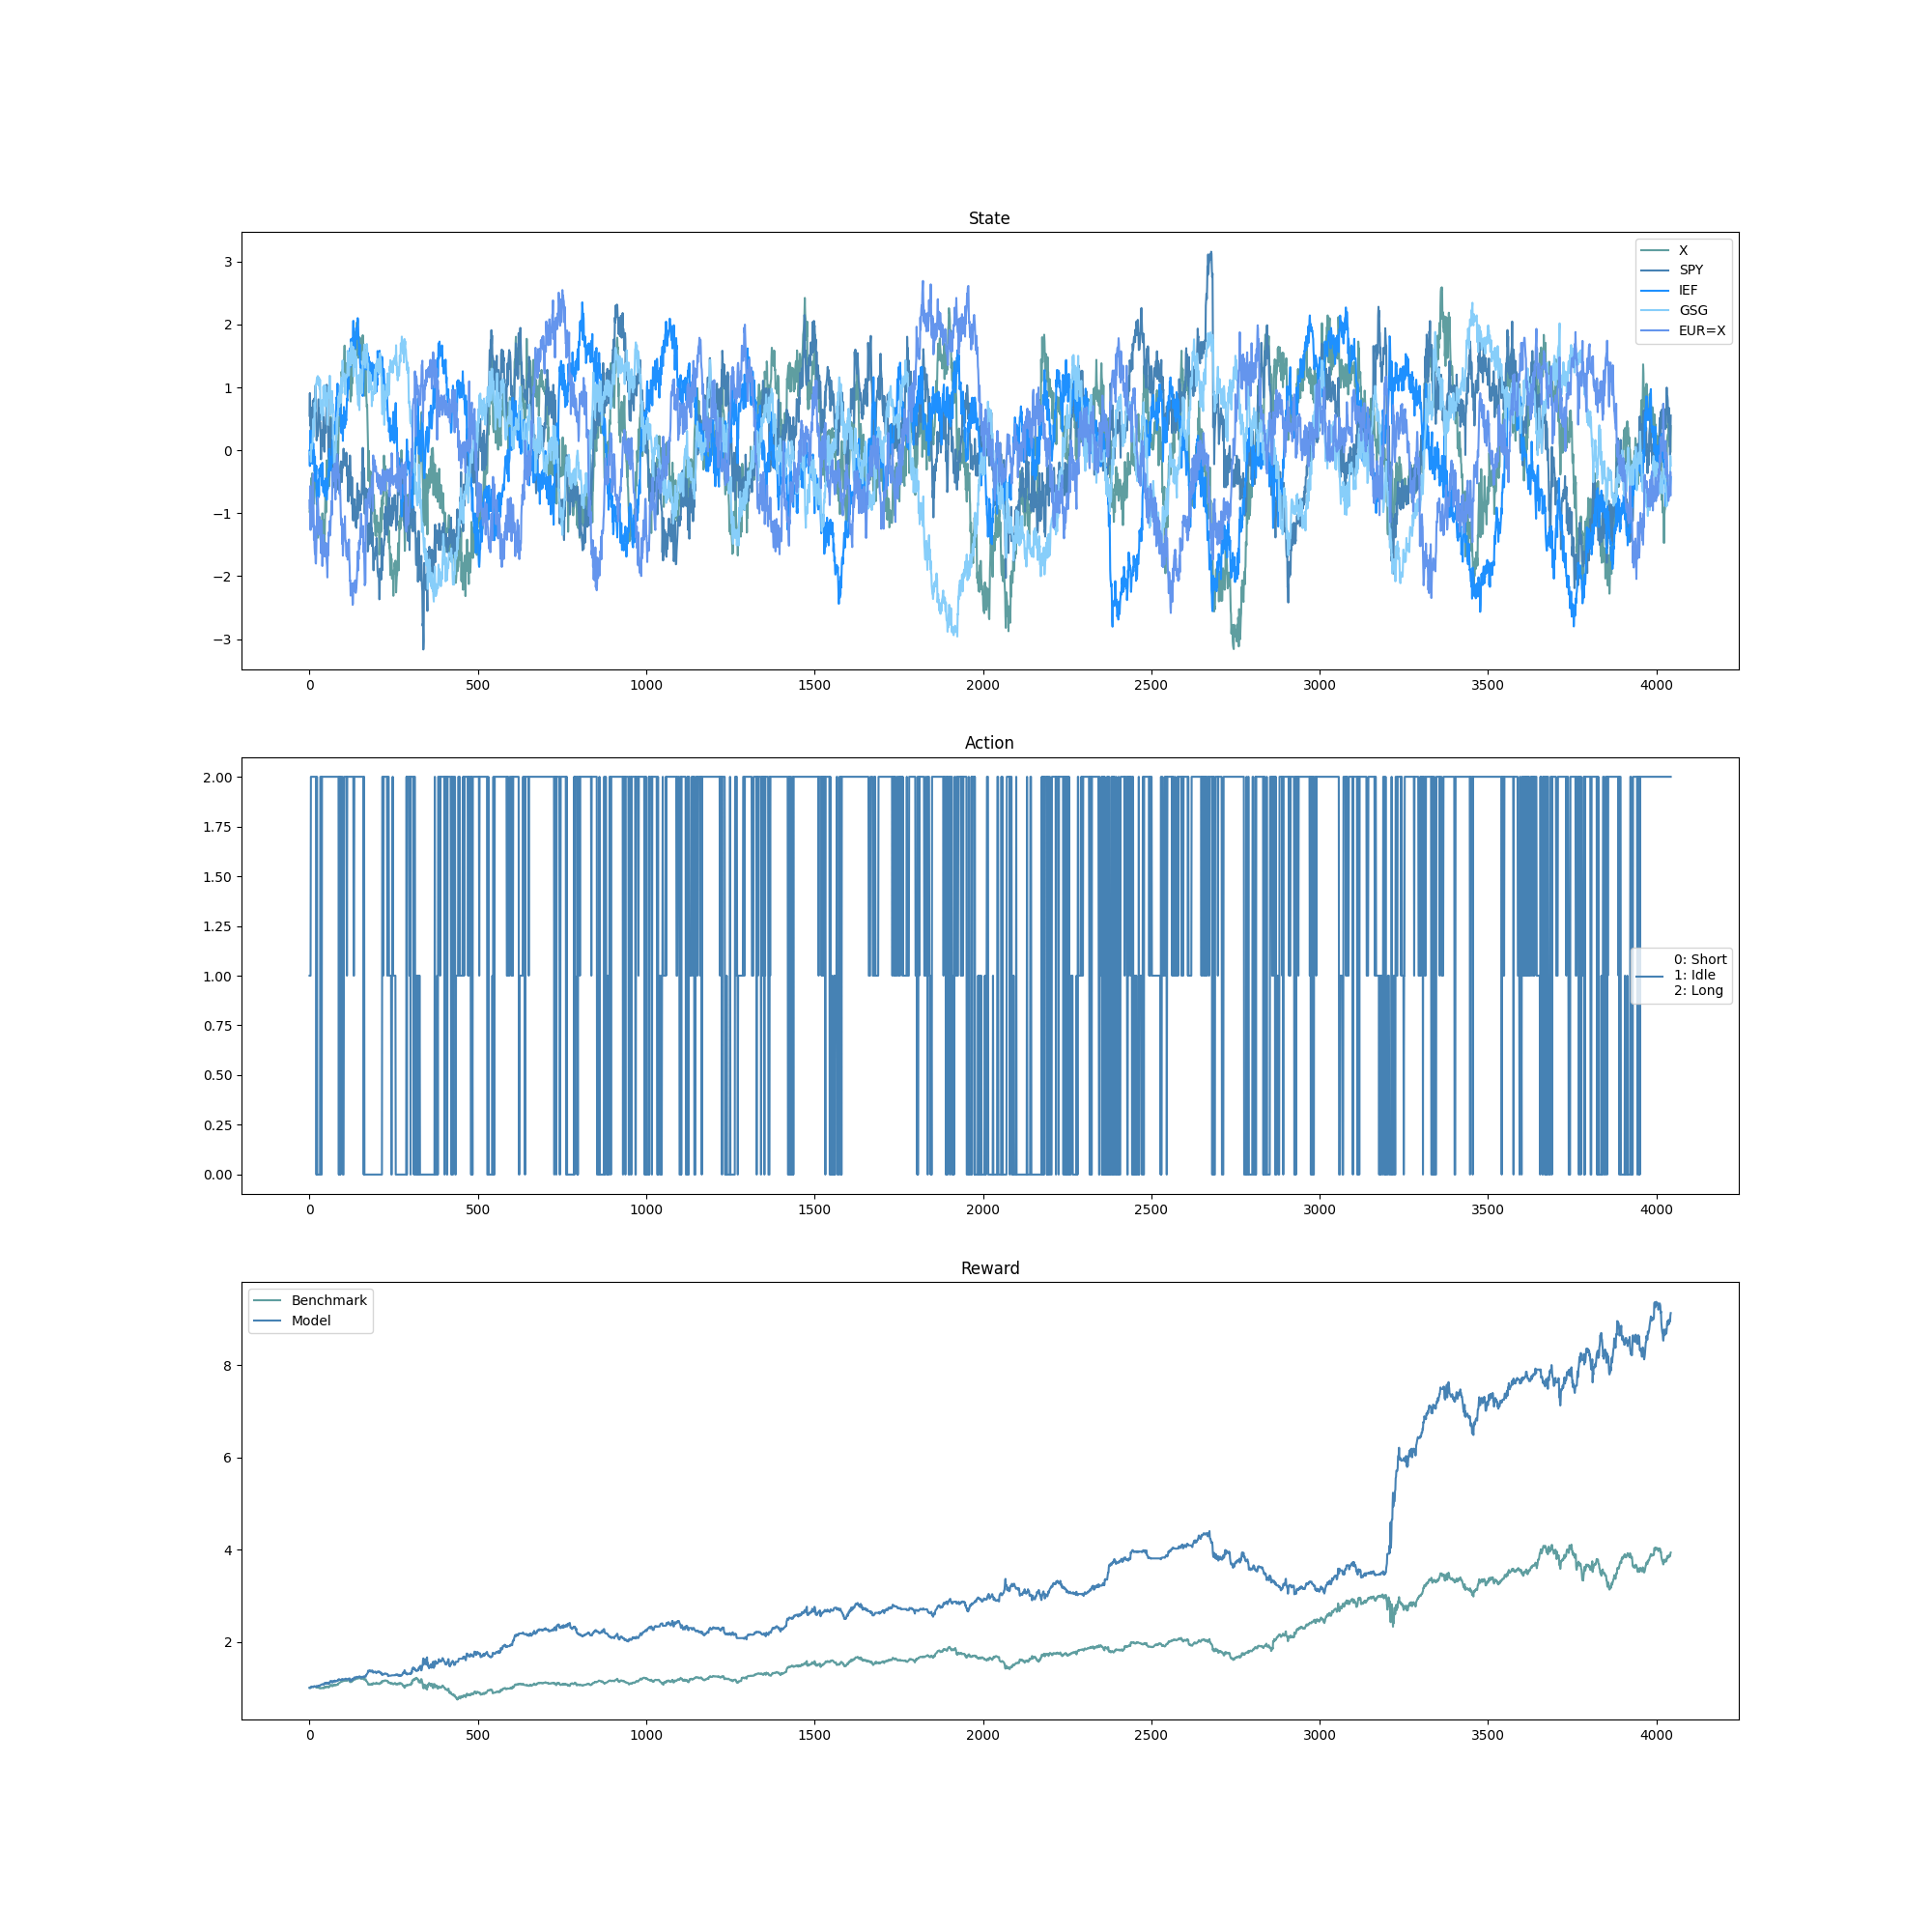 State
3
2
1
0
−1
−2
−3
X
SPY
IEF
GSG
EUR=X
0 500 1000 1500 2000 2500 3000 3500 4000
Action
2.00
1.75
1.50
1.25
1.00
0.75
0.50
0.25
0.00
0: Short
1: Idle
2: Long
0 500 1000 1500 2000 2500 3000 3500 4000
Reward
Benchmark
Model
8
6
4
2
0 500 1000 1500 2000 2500 3000 3500 4000